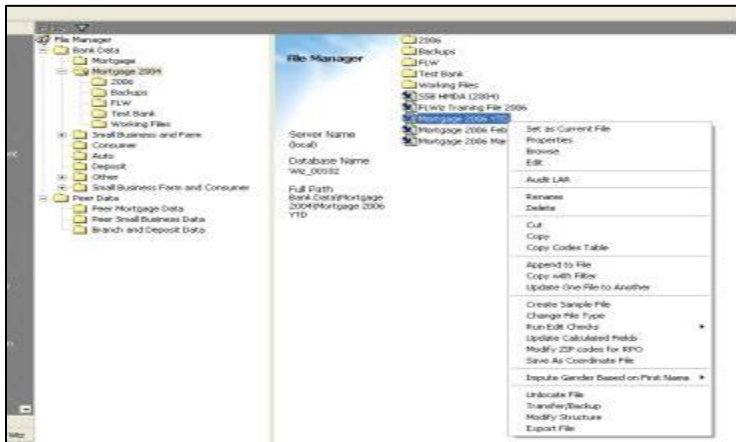 File Manager
Bank Data
Mortgage
Mortgage 2004
2006
Backups
FLW
Test Bank
Working Files
Small Business and Farm
Consumer
Auto
Deposit
Other
Small Business Farm and Consumer
Peer Data
Peer Mortgage Data
Peer Small Business Data
Branch and Deposit Data
File Manager
Server Name
(local)
Database Name
Wiz_00102
Full Path
Bank Data\Mortgage
2004\Mortgage 2006
YTD
2006
Backups
FLW
Test Bank
Working Files
SSB HMDA (2004)
FLWiz Training File 2006
Mortgage 2006 YTD
Mortgage 2006 Feb
Mortgage 2006 Mar
Set as Current File
Properties
Browse
Edit
Audit LAR
Rename
Delete
Cut
Copy
Copy Codes Table
Append to File
Copy with Filter
Update One File to Another
Create Sample File
Change File Type
Run Edit Checks
Update Calculated Fields
Modify ZIP codes for RPO
Save As Coordinate File
Impute Gender Based on First Name
Unlocate File
Transfer/Backup
Modify Structure
Export File
Wiz